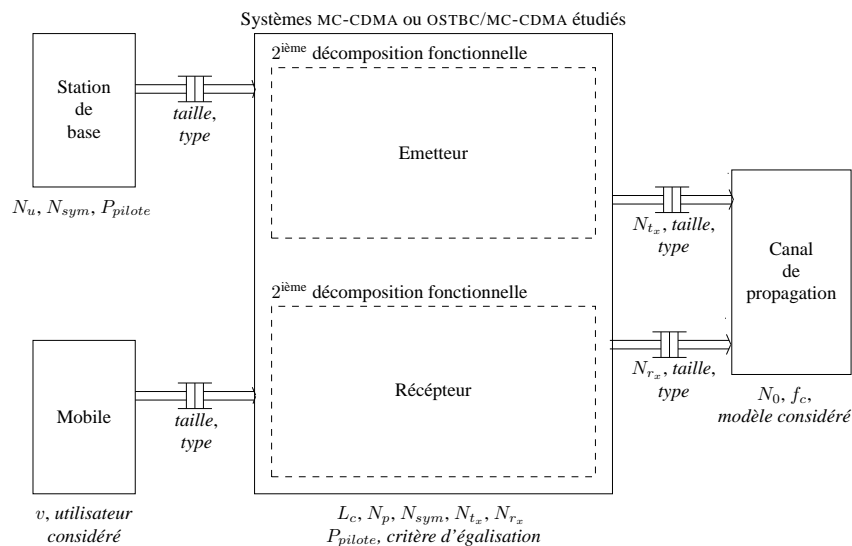 Systèmes MC-CDMA ou OSTBC/MC-CDMA étudiés
2ième décomposition fonctionnelle
Station
de
base
taille,
type
Emetteur
N_u, N_sym, P_pilote
N_tx, taille,
type
Canal
de
propagation
2ième décomposition fonctionnelle
Mobile
taille,
type
Récépteur
N_rx, taille,
type
N_0, f_c,
modèle considéré
v, utilisateur
considéré
L_c, N_p, N_sym, N_tx, N_rx
P_pilote, critère d'égalisation